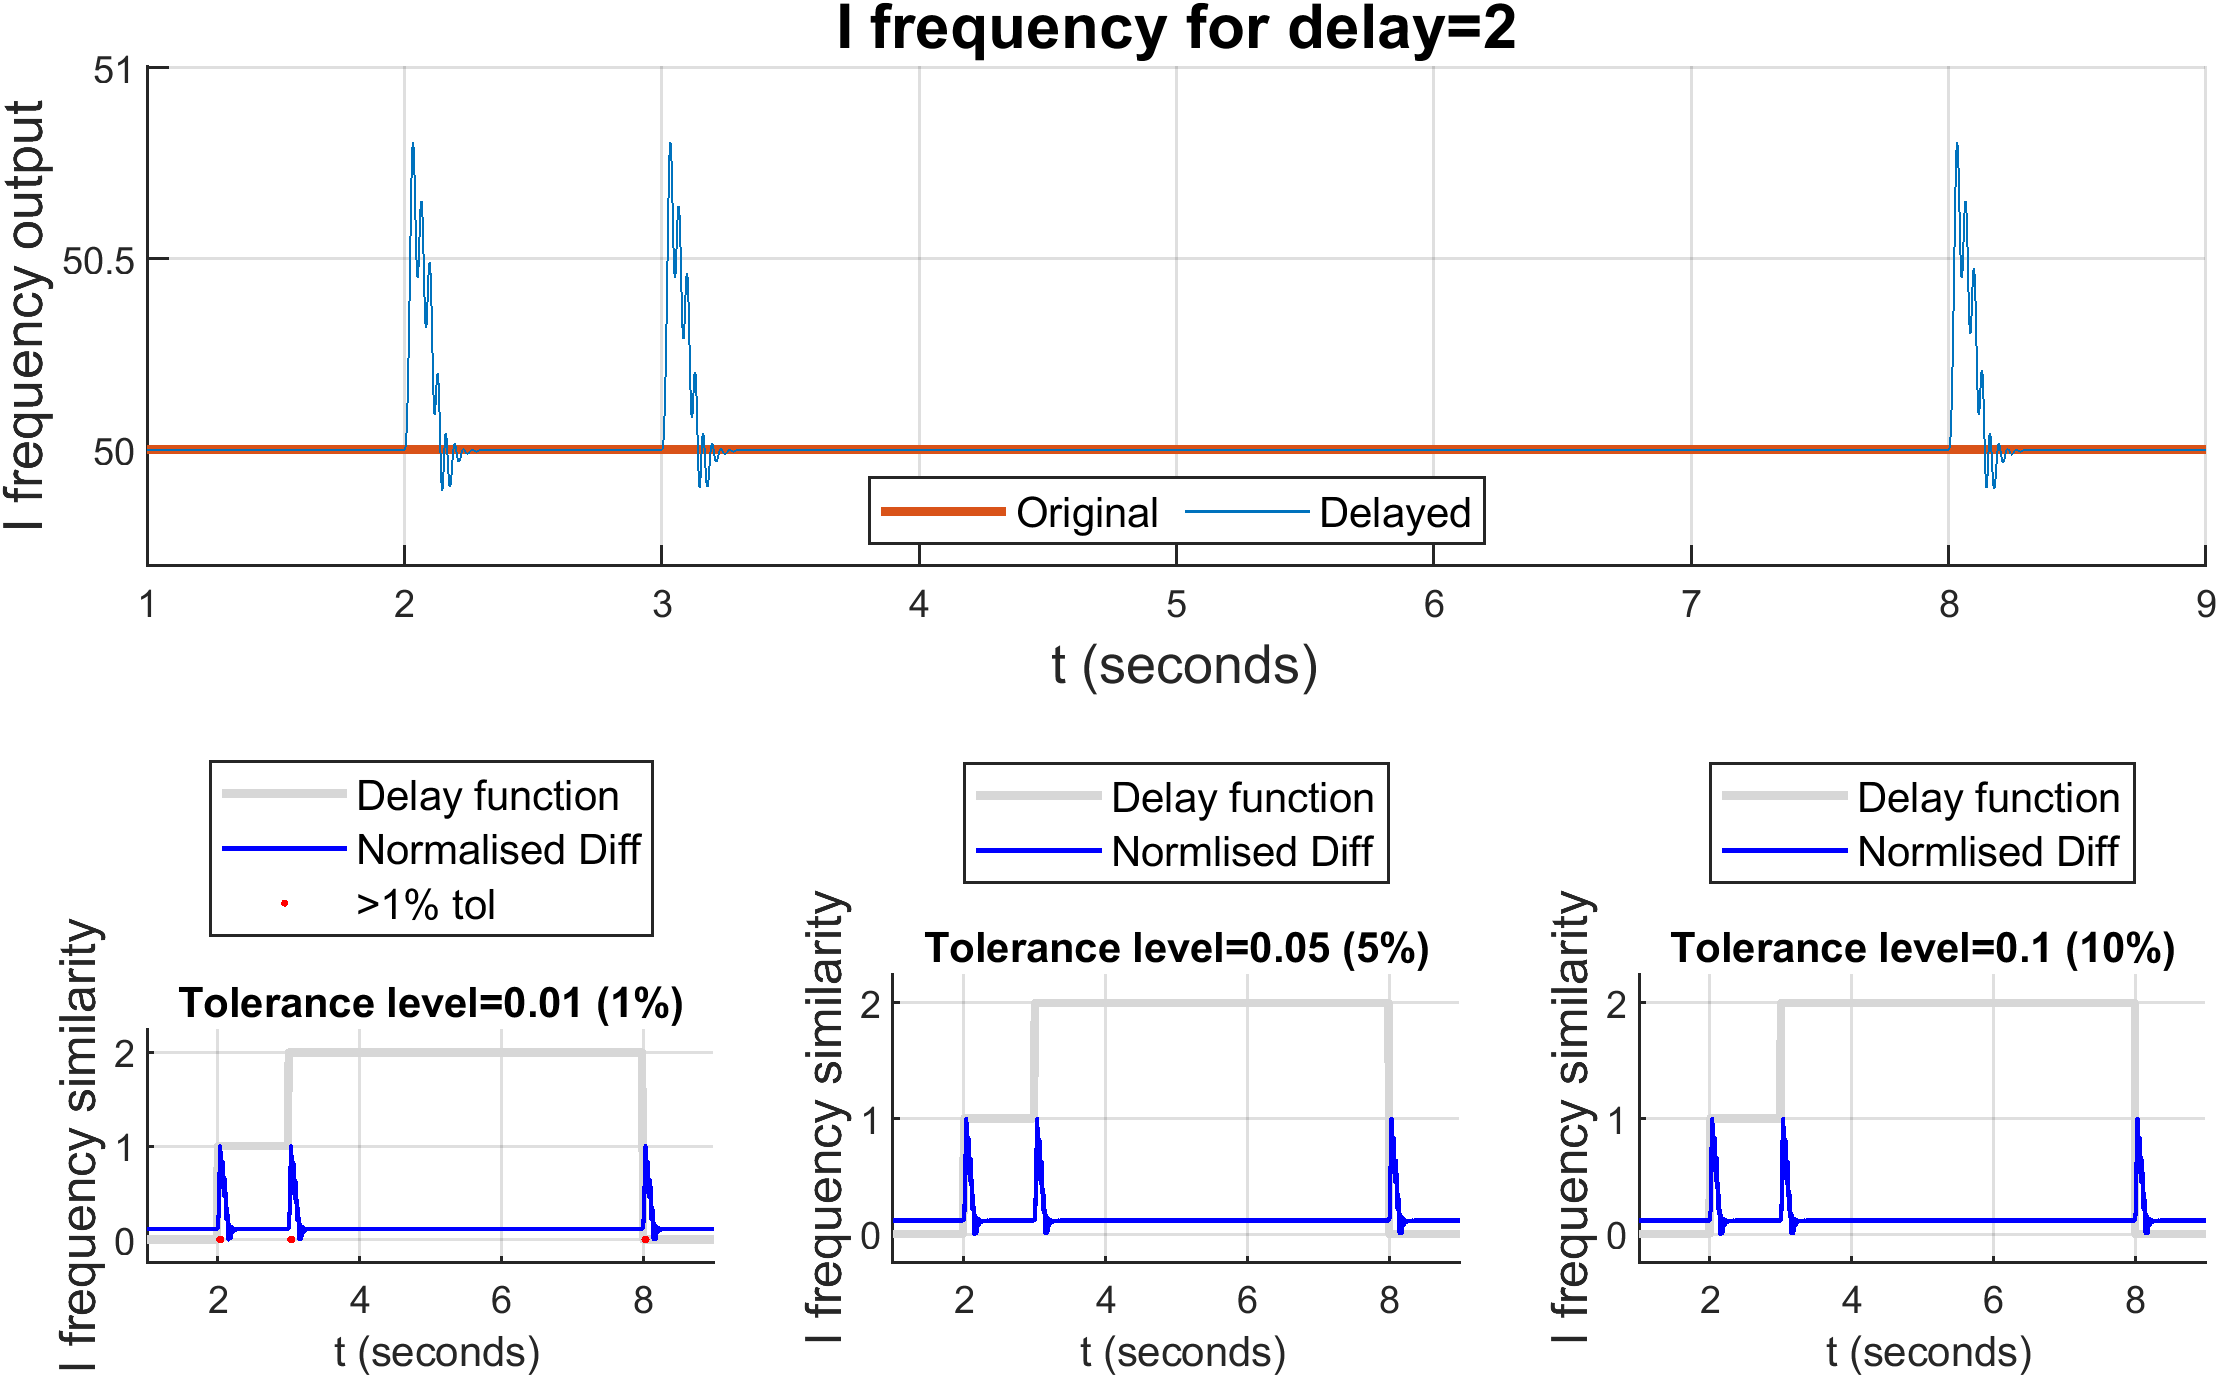 I frequency for delay=2
I frequency output
51
50.5
50
Original Delayed
1 2 3 4 5 6 7 8 9
t (seconds)
Delay function
Normalised Diff
>1% tol
Tolerance level=0.01 (1%)
I frequency similarity
2
1
0
2 4 6 8
t (seconds)
Delay function
Normlised Diff
Tolerance level=0.05 (5%)
I frequency similarity
2
1
0
2 4 6 8
t (seconds)
Delay function
Normlised Diff
Tolerance level=0.1 (10%)
I frequency similarity
2
1
0
2 4 6 8
t (seconds)